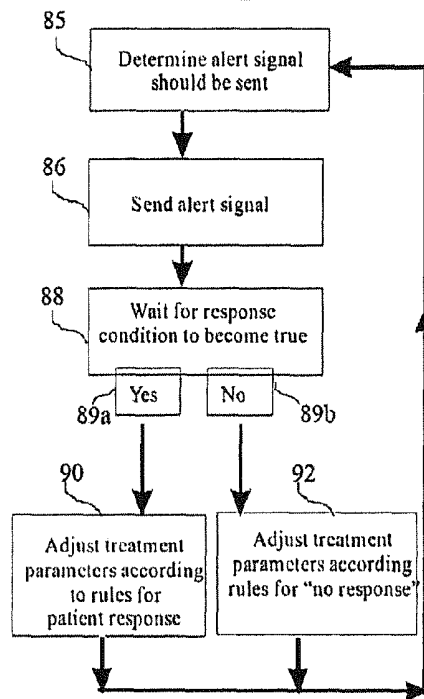 85
Determine alert signal
should be sent
86
Send alert signal
88
Wait for response
condition to become true
Yes
No
89a
89b
90
Adjust treatment
parameters according
to rules for
patient response
92
Adjust treatment
parameters according
rules for “no response”